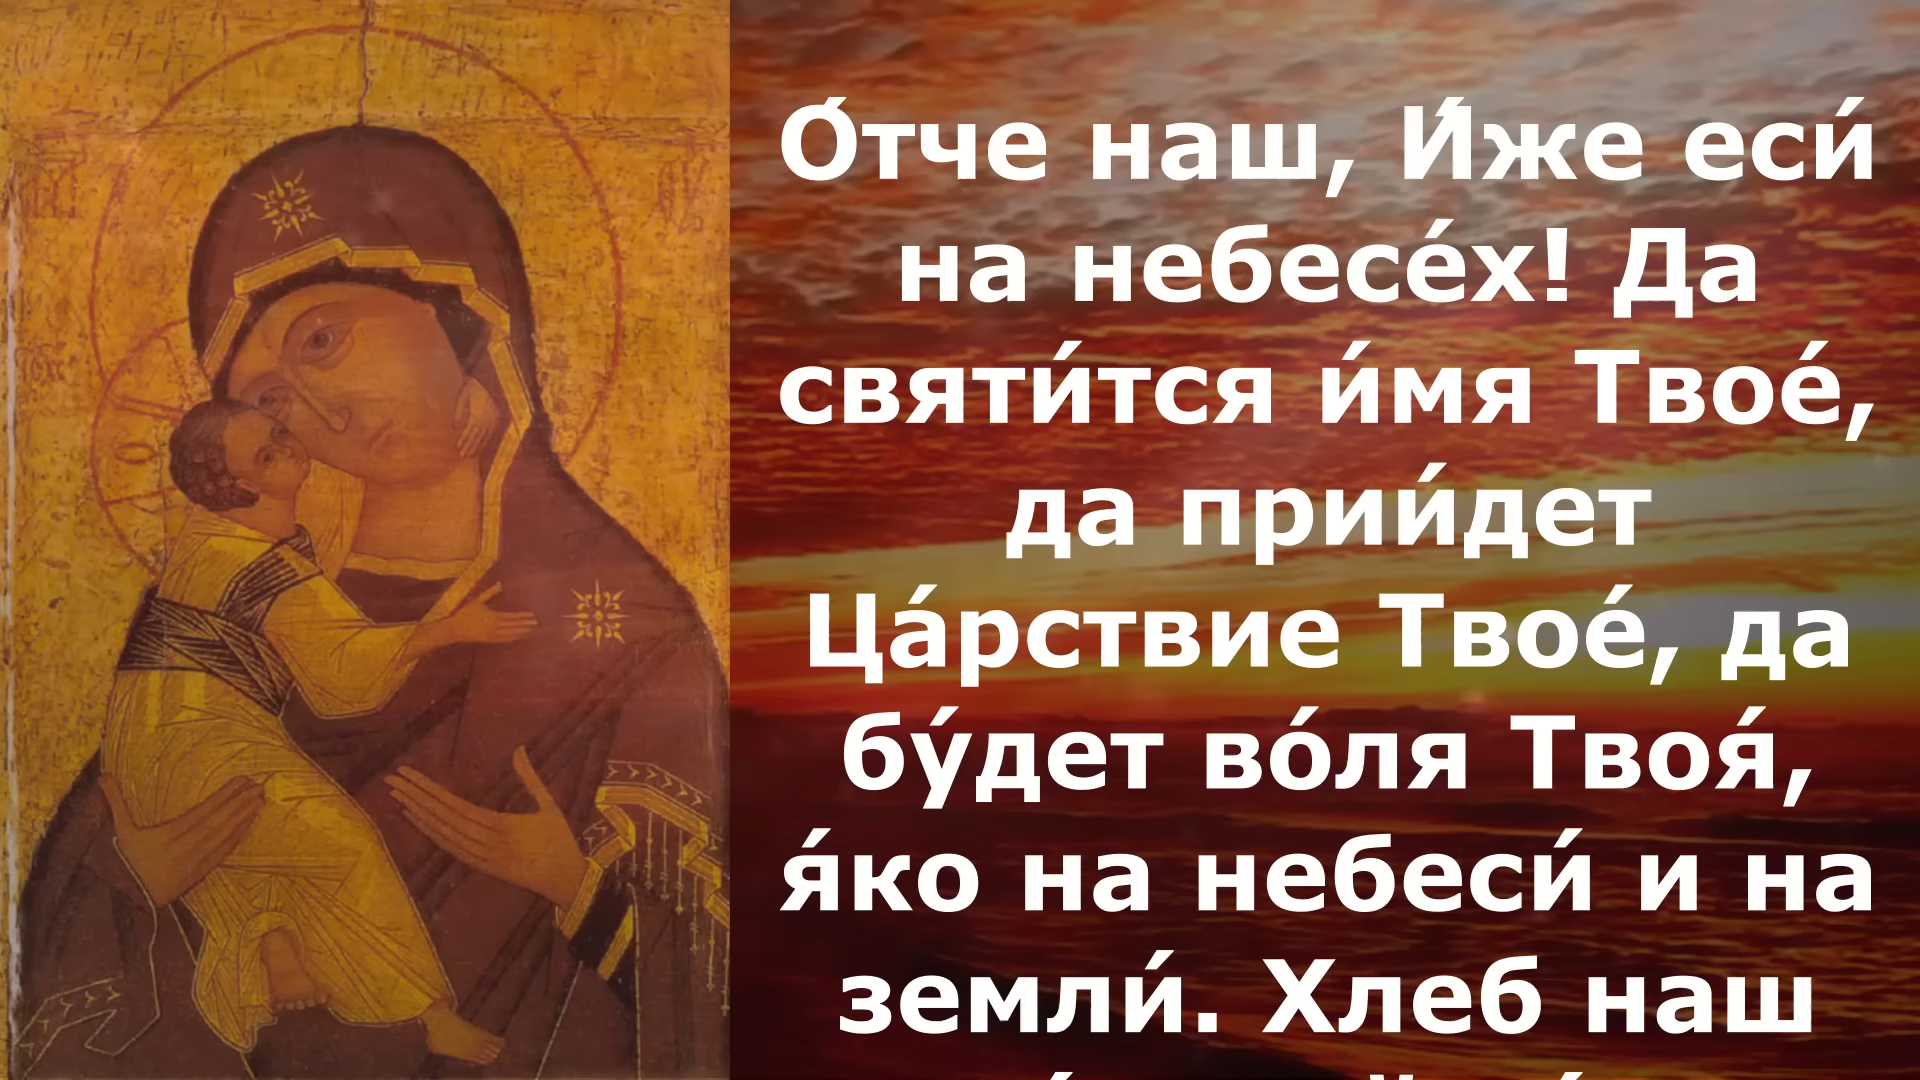 О́тче наш, И́же еси́
на небесе́х! Да
святи́тся и́мя Твое́,
да прии́дет
Ца́рствие Твое́, да
бу́дет во́ля Твоя́,
я́ко на небеси́ и на
земли́. Хлеб наш